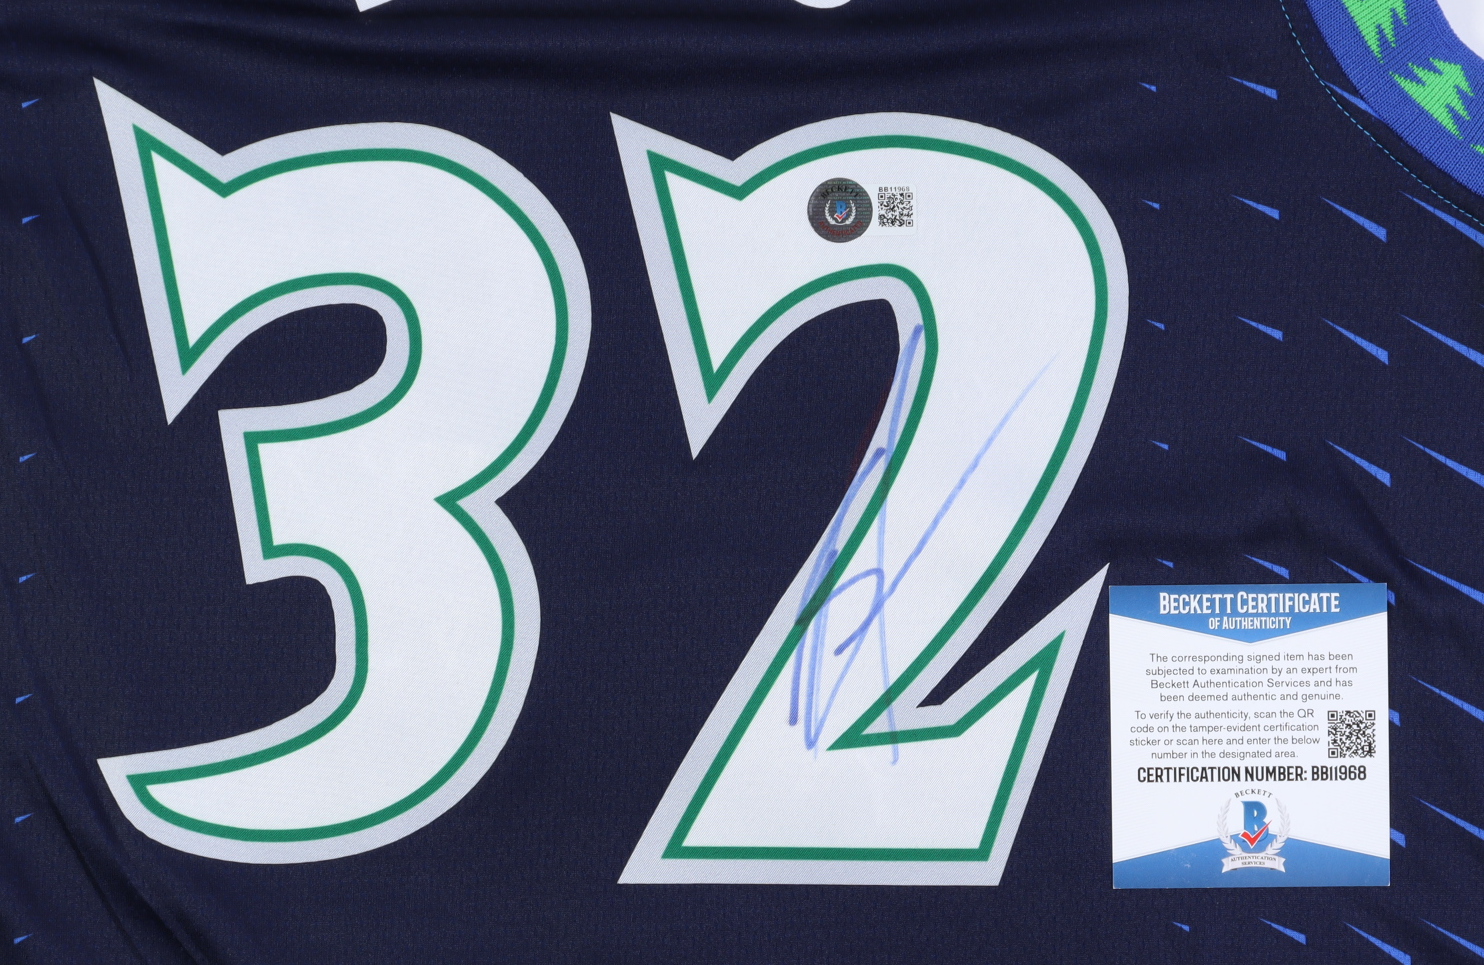 32
BECKETT
BB11968
BECKETT CERTIFICATE
OF AUTHENTICITY
The corresponding signed item has been
subjected to examination by an expert from
Beckett Authentication Services and has
been deemed authentic and genuine.
To verify the authenticity, scan the QR
code on the tamper-evident certification
sticker or scan here and enter the below
number in the designated area.
CERTIFICATION NUMBER: BB11968
BECKETT
B
AUTHENTICATION
SERVICES